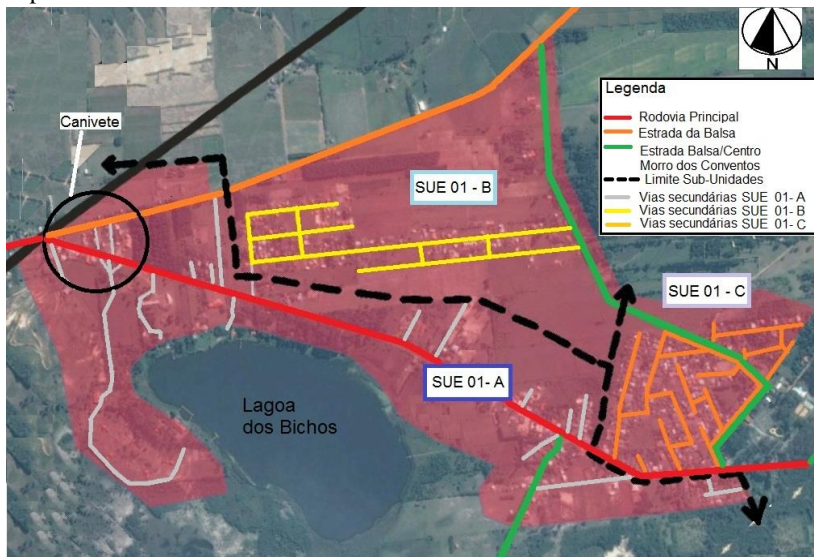 Canivete
N
Legenda
Rodovia Principal
Estrada da Balsa
Estrada Balsa/Centro
Morro dos Conventos
Limite Sub-Unidades
Vias secundárias SUE 01- A
Vias secundárias SUE 01- B
Vias secundárias SUE 01- C
SUE 01 - B
SUE 01 - C
SUE 01- A
Lagoa
dos Bichos